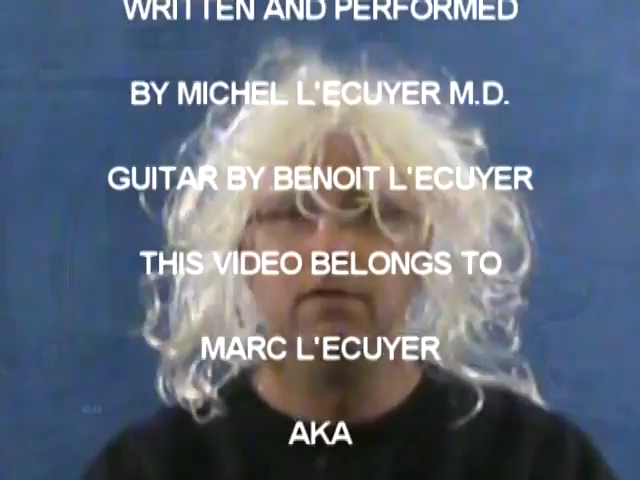 WRITTEN AND PERFORMED
BY MICHEL L'ECUYER M.D.
GUITAR BY BENOIT L'ECUYER
THIS VIDEO BELONGS TO
MARC L'ECUYER
AKA